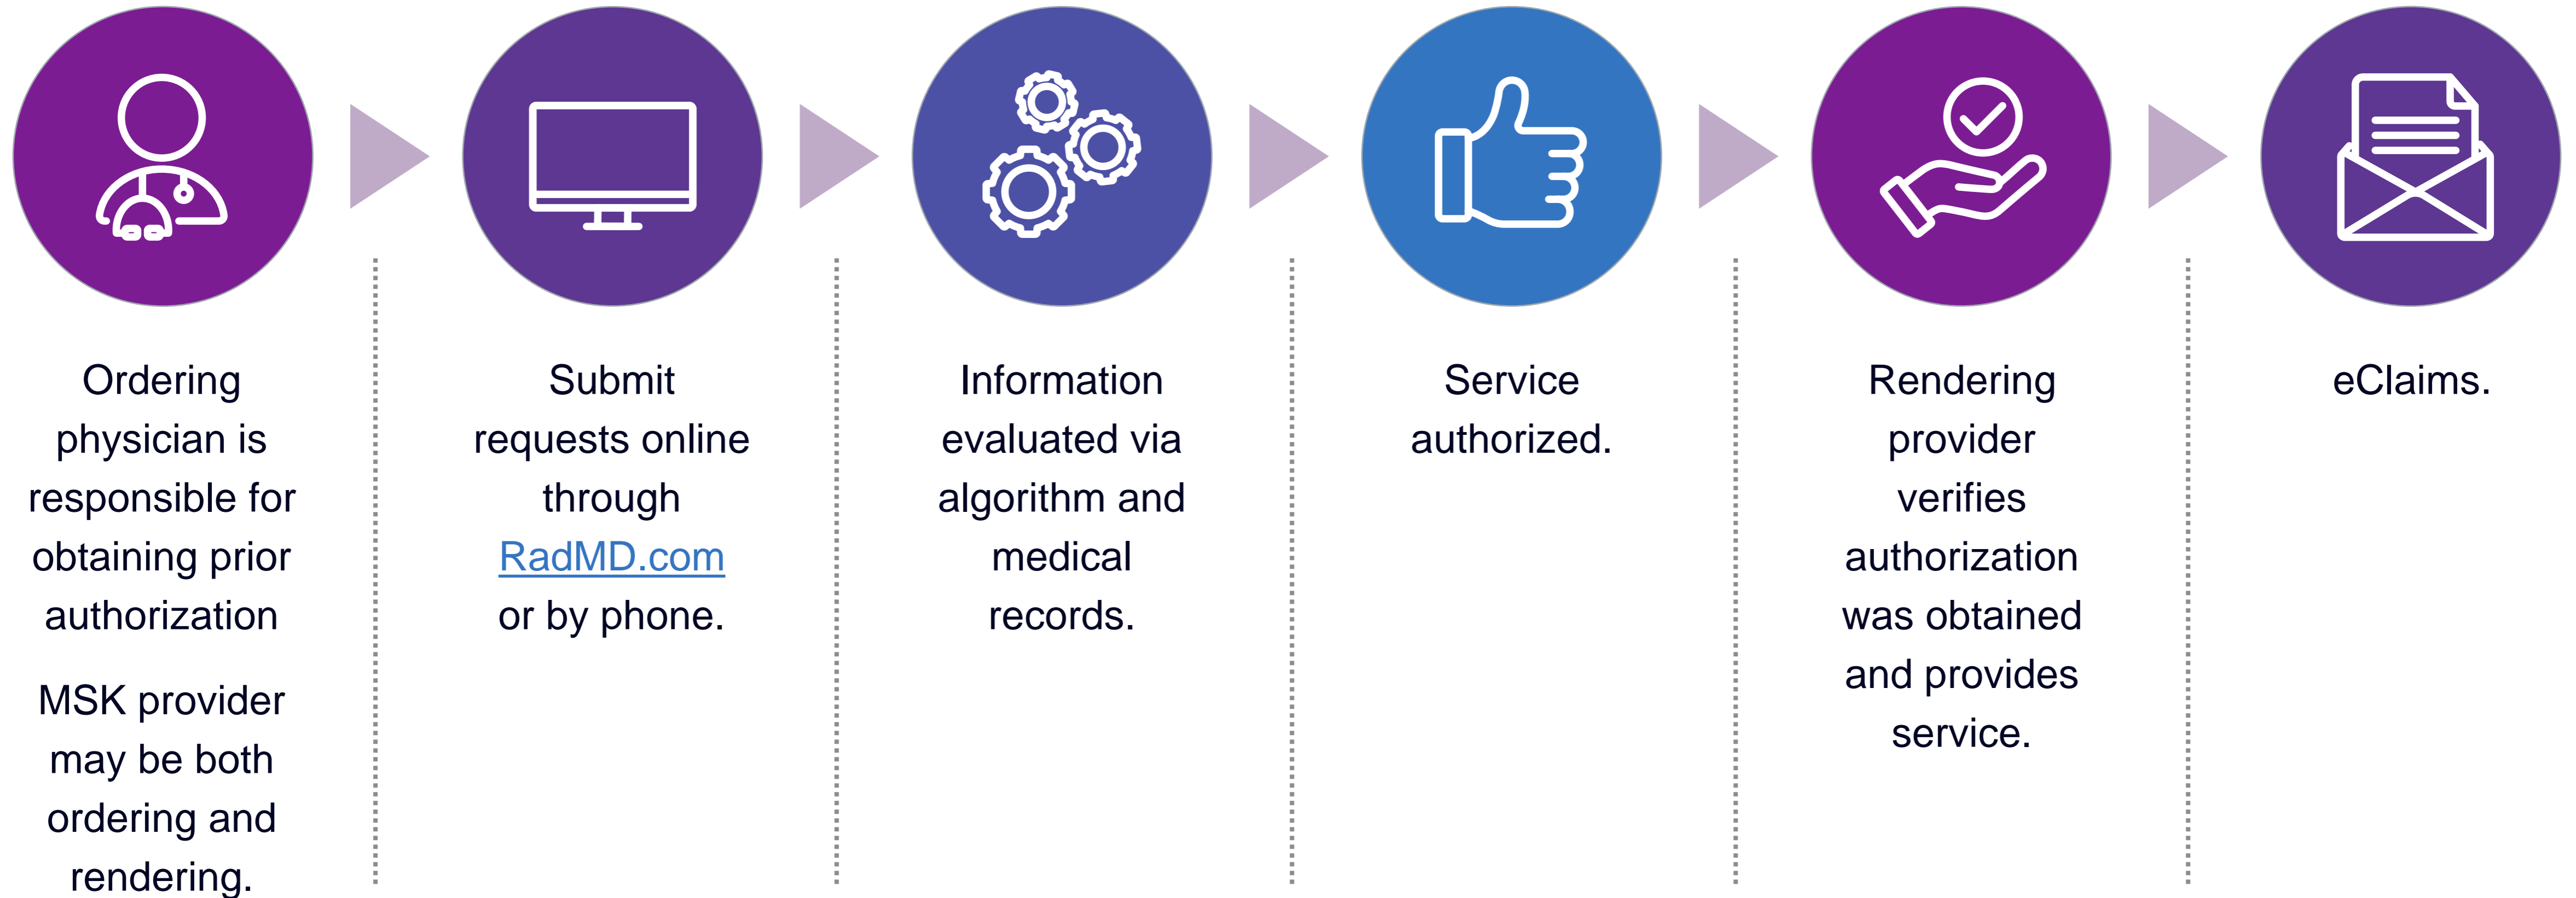 Ordering
physician is
responsible for
obtaining prior
authorization
MSK provider
may be both
ordering and
rendering.
Submit
requests online
through
RadMD.com
or by phone.
Information
evaluated via
algorithm and
medical
records.
Service
authorized.
Rendering
provider
verifies
authorization
was obtained
and provides
service.
eClaims.